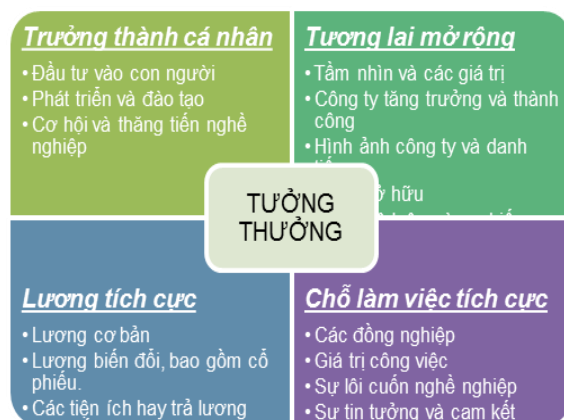 Trưởng thành cá nhân
• Đầu tư vào con người
• Phát triển và đào tạo
• Cơ hội và thăng tiến nghề
nghiệp
Tương lai mở rộng
• Tầm nhìn và các giá trị
• Công ty tăng trưởng và thành
công
• Hình ảnh công ty và danh
hữu
TƯỞNG
THƯỞNG
Lương tích cực
• Lương cơ bản
• Lượng biến đổi, bao gồm cổ
phiếu.
• Các tiện ích hay trả lương
Chỗ làm việc tích cực
• Các đồng nghiệp
• Giá trị công việc
• Sự lôi cuốn nghề nghiệp
• Sự tin tưởng và cam kết